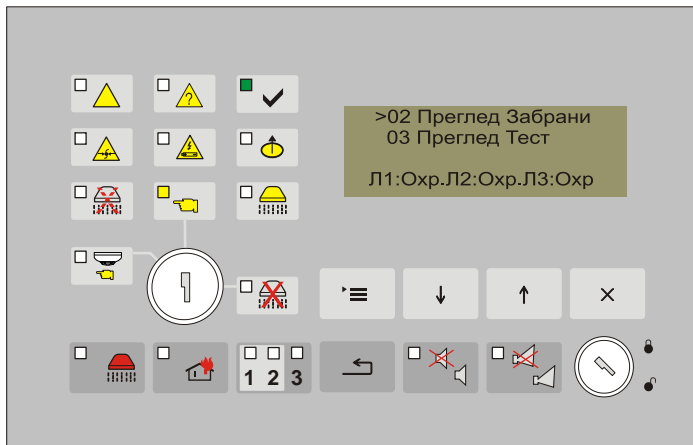 >02 Преглед Забрани
03 Преглед Тест
Л1:Охр.Л2:Охр.Л3:Охр
?
1 2 3